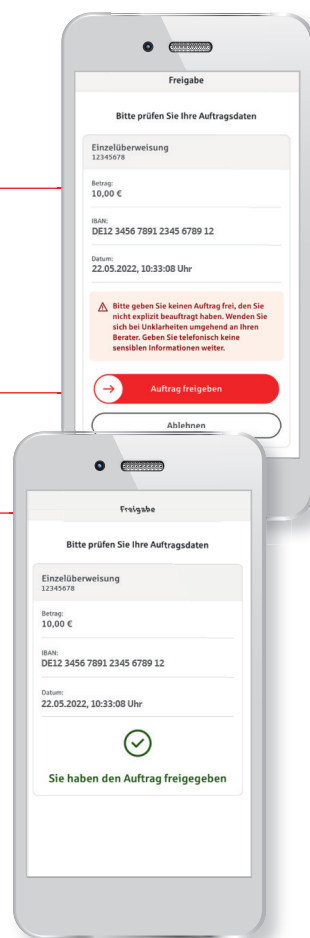 Freigabe
Bitte prüfen Sie Ihre Auftragsdaten
Einzelüberweisung
12345678
Betrag:
10,00 €
IBAN:
DE12 3456 7891 2345 6789 12
Datum:
22.05.2022, 10:33:08 Uhr
Bitte geben Sie keinen Auftrag frei, den Sie
nicht explizit beauftragt haben. Wenden Sie
sich bei Unklarheiten umgehend an Ihren
Berater. Geben Sie telefonisch keine
sensiblen Informationen weiter.
Auftrag freigeben
Ablehnen
Freigabe
Bitte prüfen Sie Ihre Auftragsdaten
Einzelüberweisung
12345678
Betrag:
10,00 €
IBAN:
DE12 3456 7891 2345 6789 12
Datum:
22.05.2022, 10:33:08 Uhr
Sie haben den Auftrag freigegeben